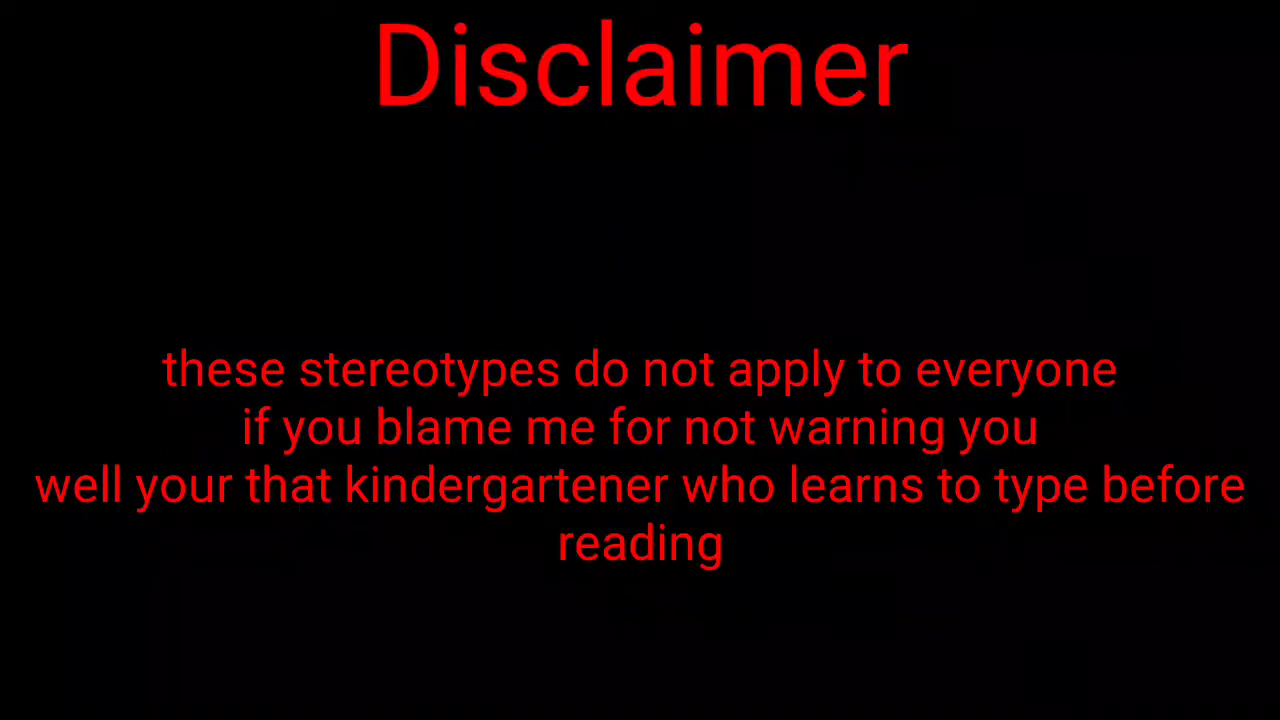 Disclaimer
these stereotypes do not apply to everyone
if you blame me for not warning you
well your that kindergartener who learns to type before
reading